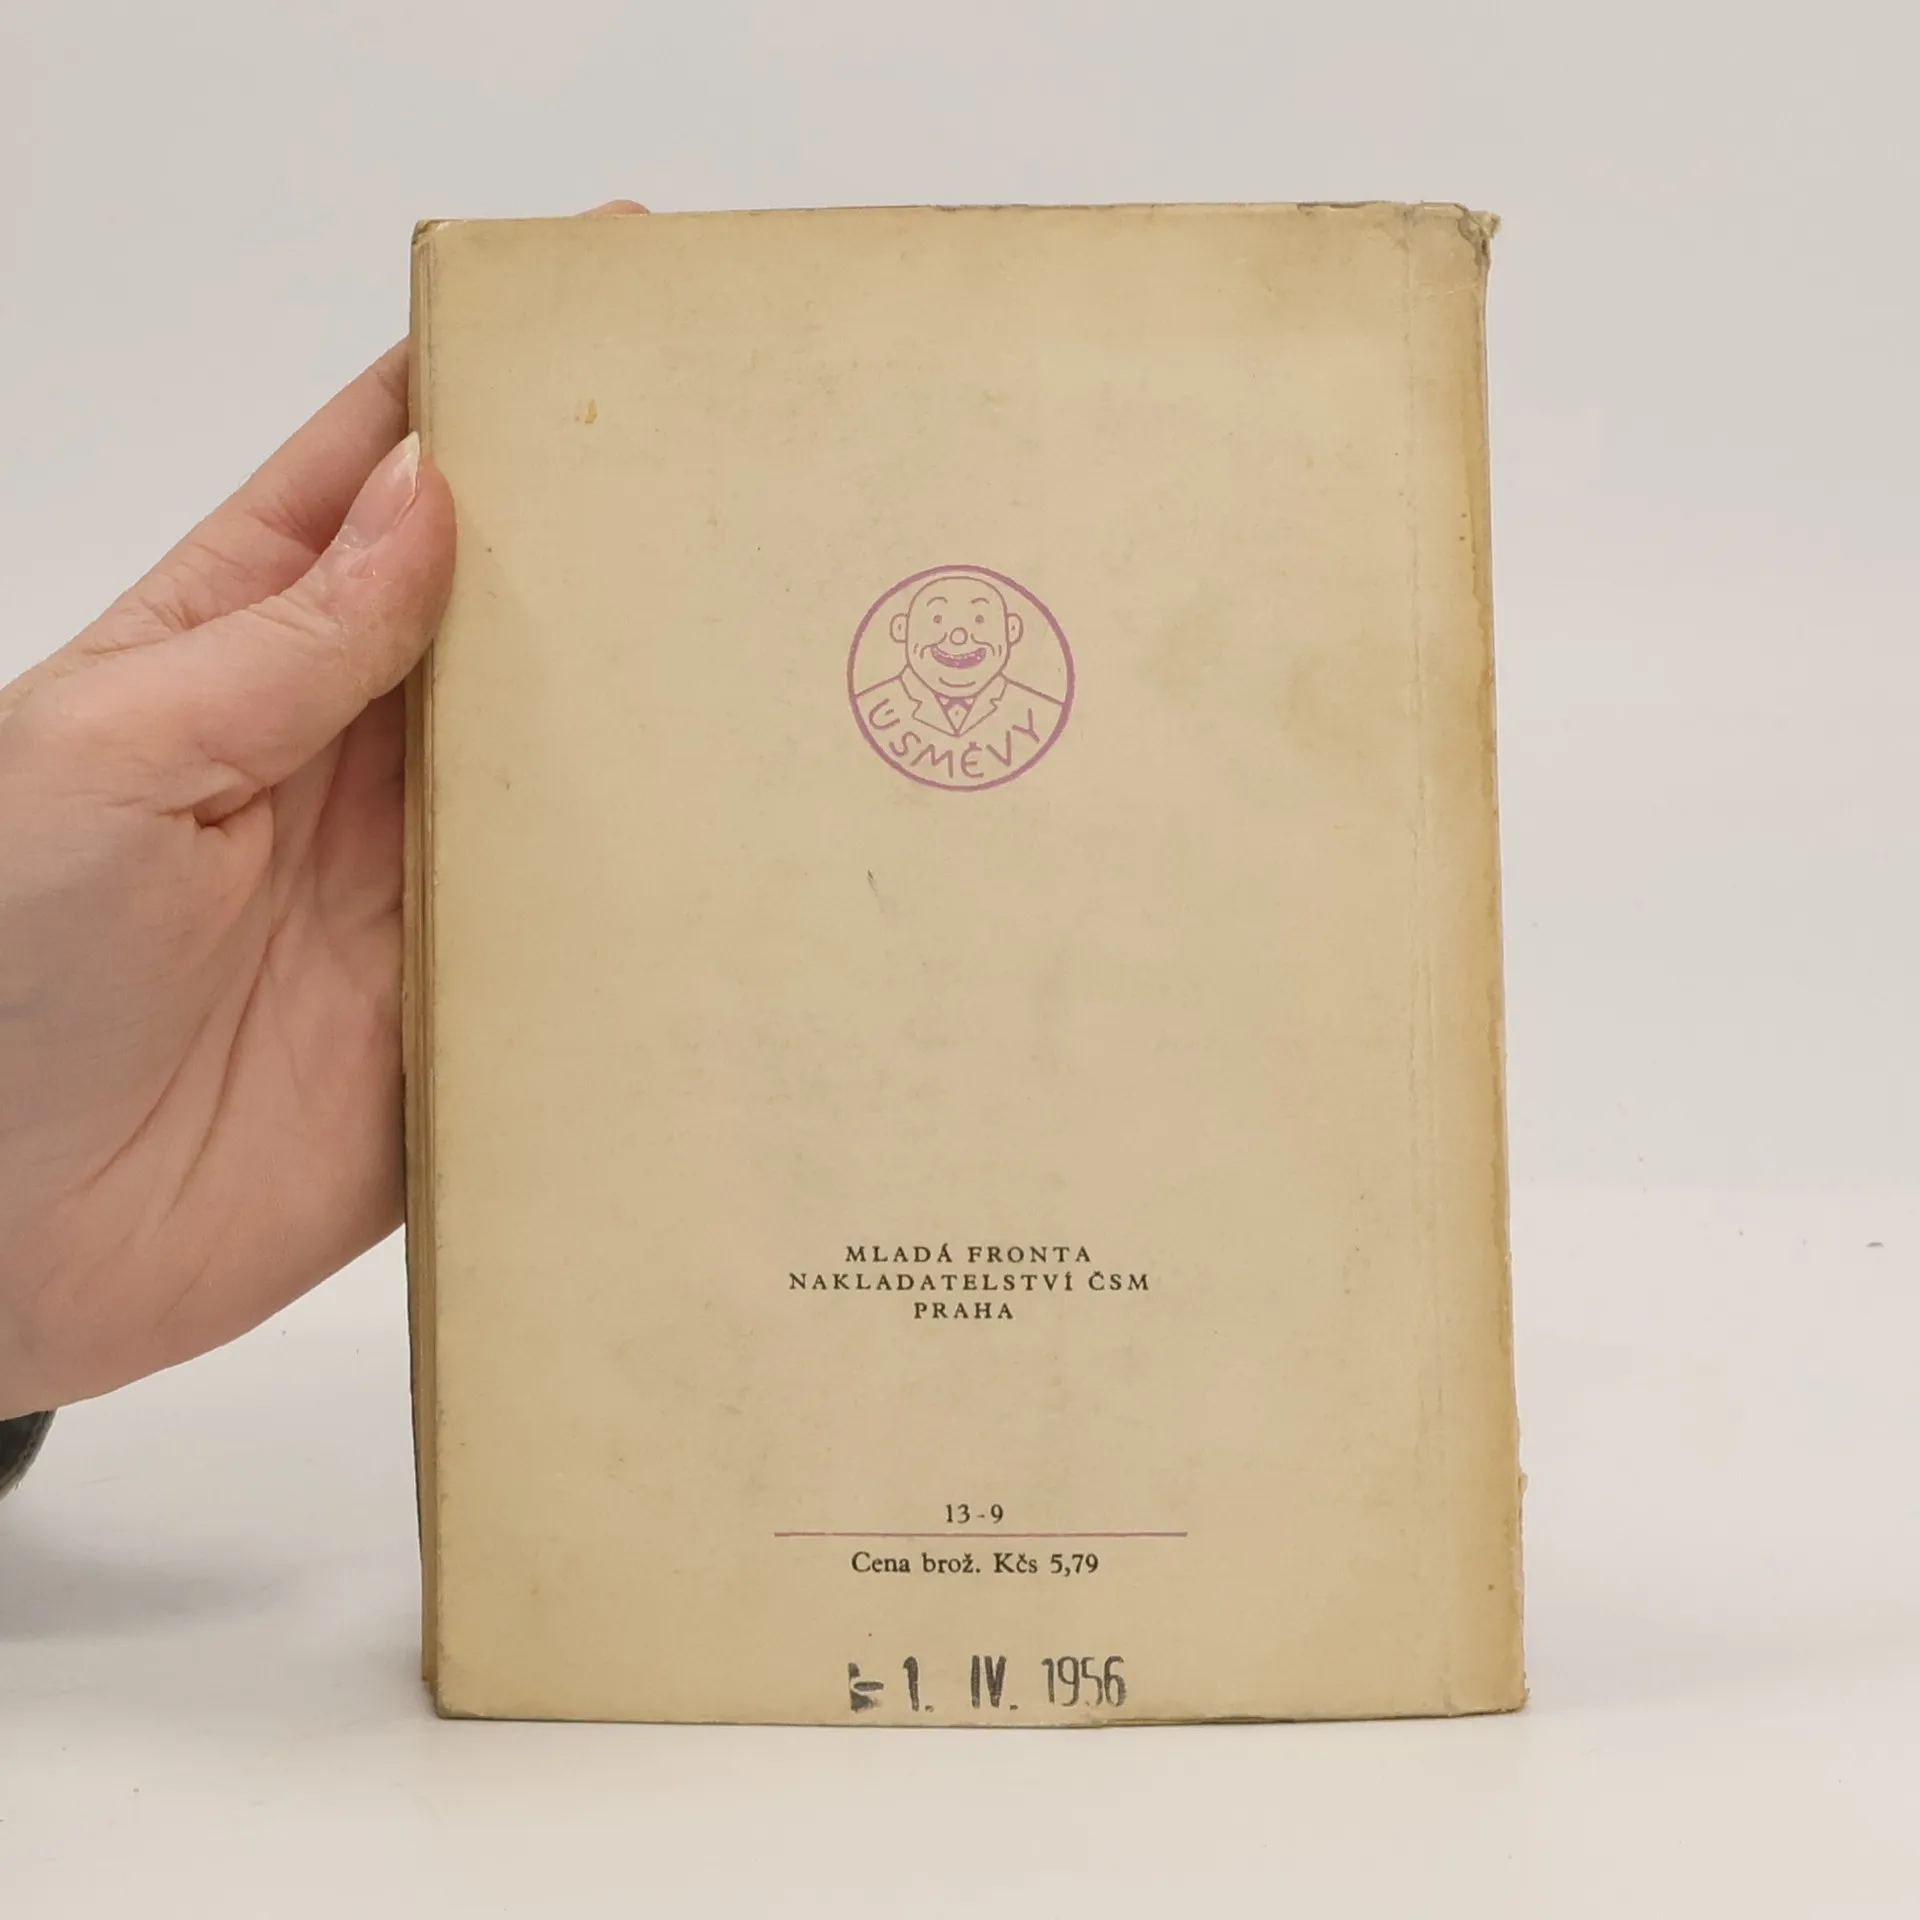 ÚSMĚVY
MLADÁ FRONTA
NAKLADATELSTVÍ ČSM
PRAHA
13-9
Cena brož. Kčs 5,79
- 1. IV. 1956